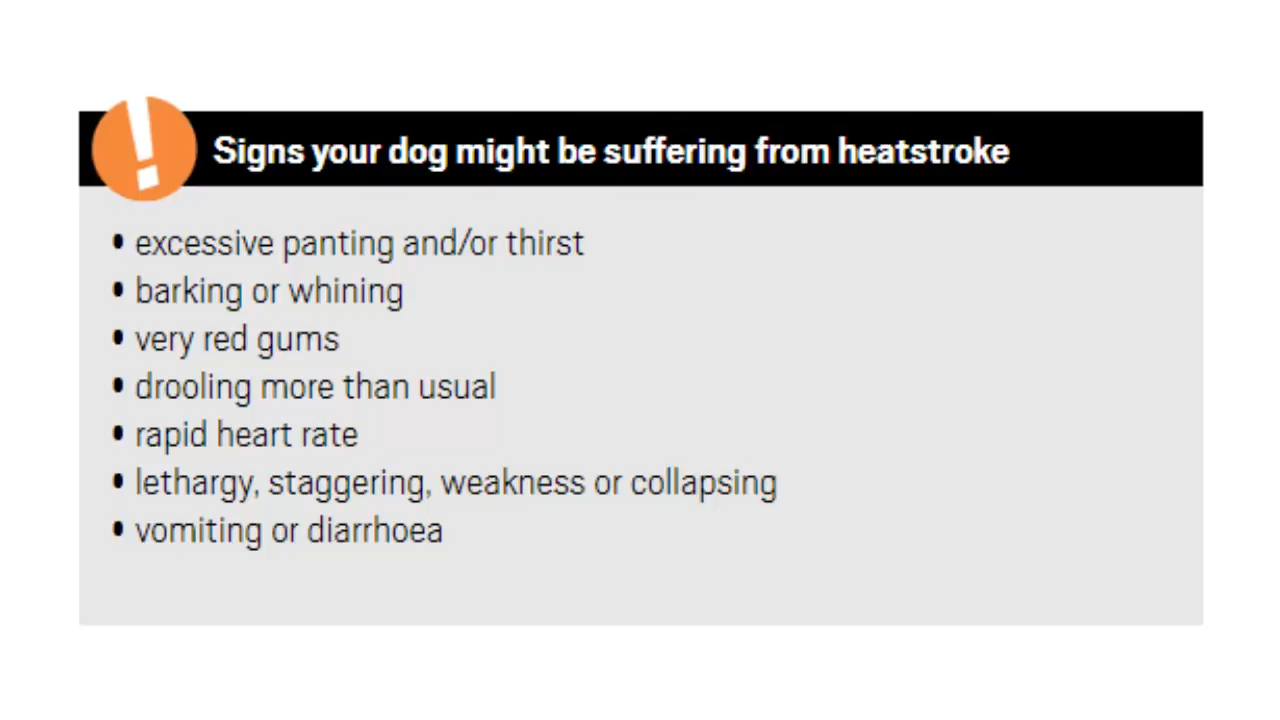 Signs your dog might be suffering from heatstroke
• excessive panting and/or thirst
• barking or whining
• very red gums
• drooling more than usual
• rapid heart rate
• lethargy, staggering, weakness or collapsing
• vomiting or diarrhoea